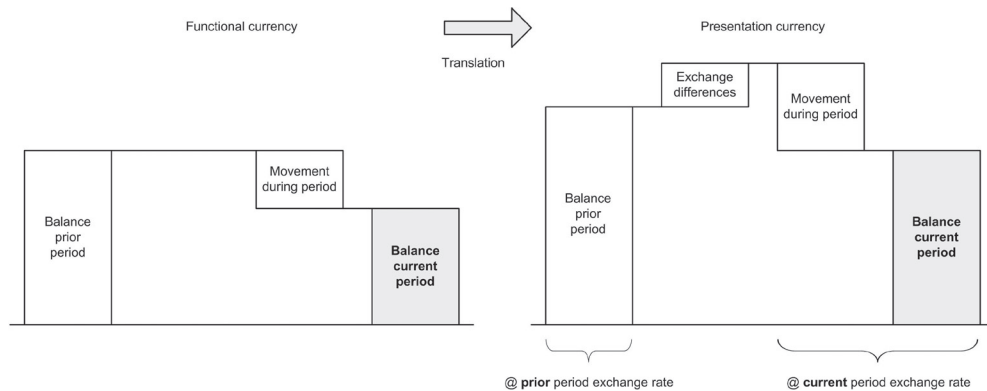 Functional currency
Translation
Presentation currency
Balance
prior
period
Movement
during period
Balance
current
period
Balance
prior
period
Exchange
differences
Movement
during period
Balance
current
period
@ prior period exchange rate
@ current period exchange rate